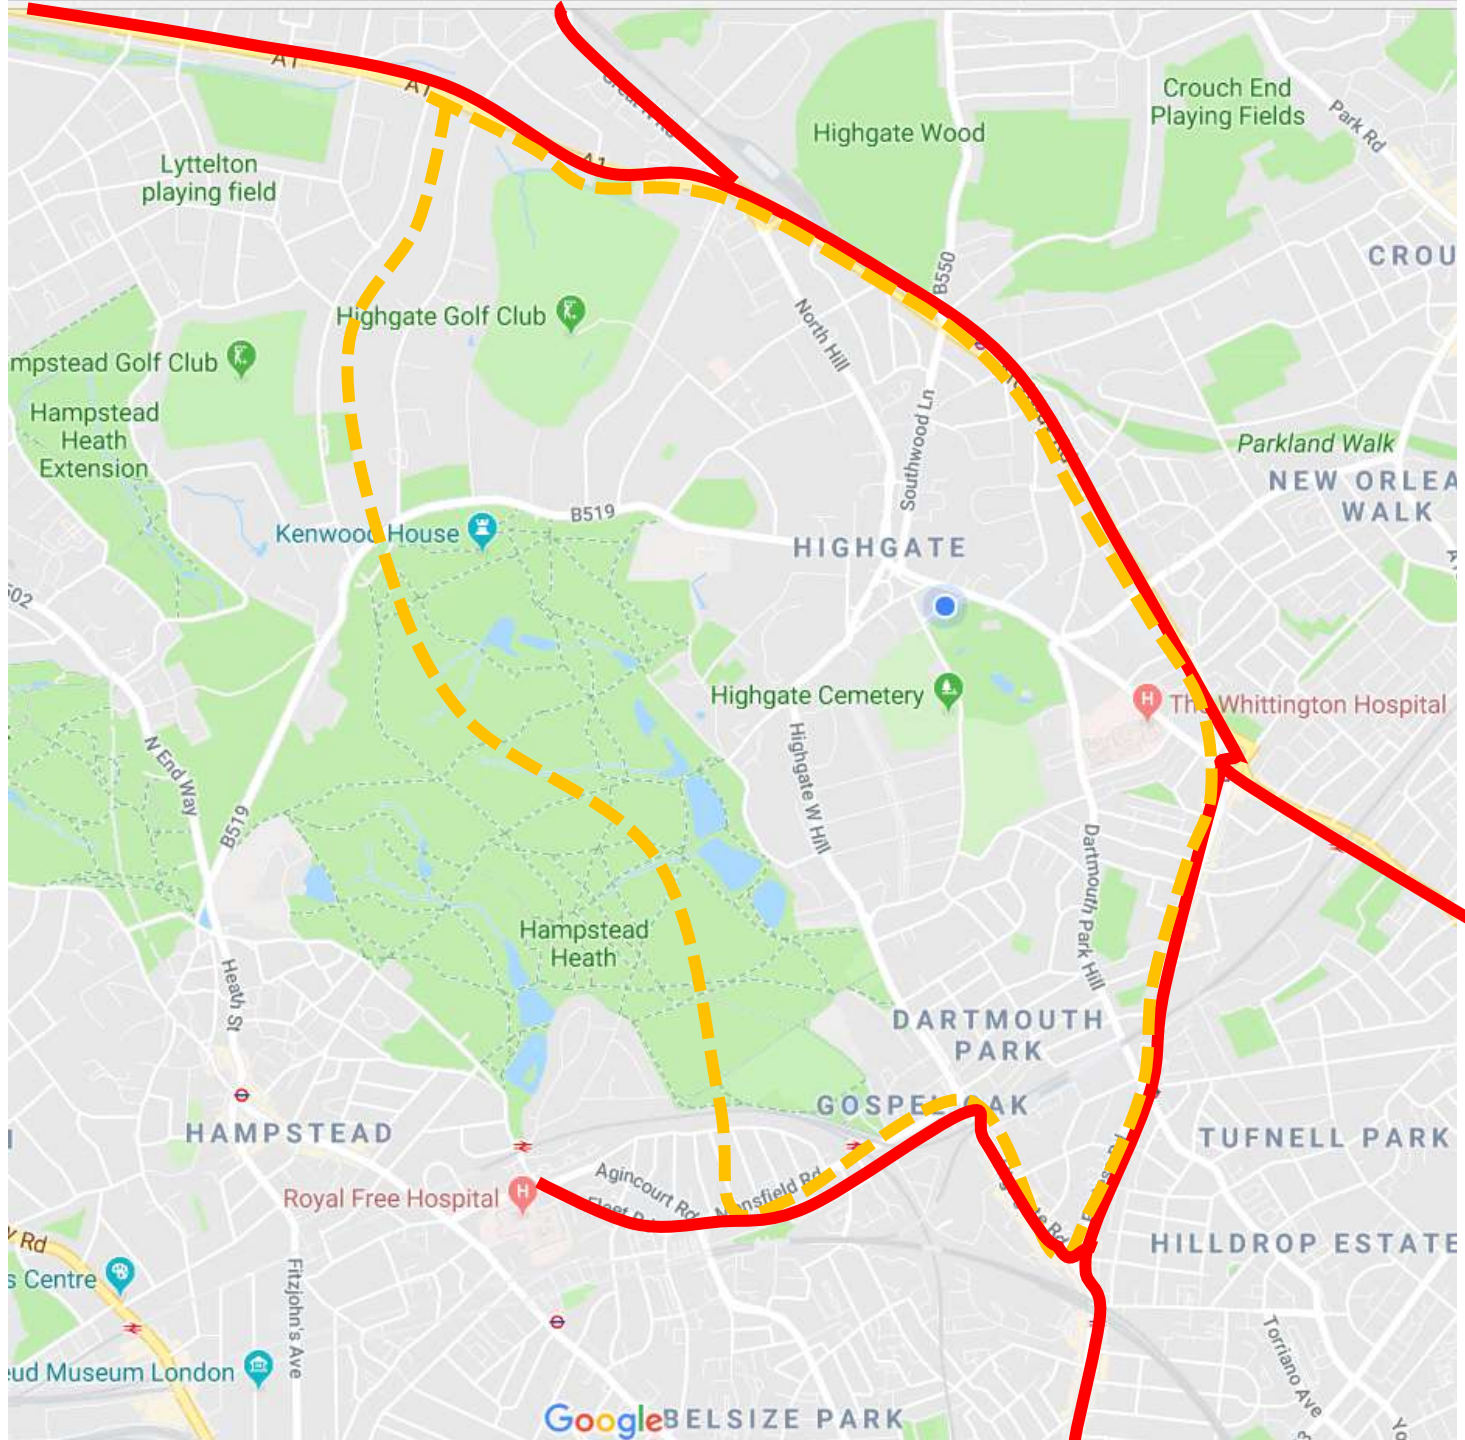 A1
A1
A1
Crouch End
Playing Fields
Park Rd
Highgate Wood
Lyttelton
playing field
B550
CROU
North Hill
Highgate Golf Club
mpstead Golf Club
Hampstead
Heath
Extension
Southwood Ln
Parkland Walk
NEW ORLEA
WALK
B519
Kenwood House
HIGHGATE
Highgate Cemetery
The Whittington Hospital
N End Way
Highgate W Hill
B519
Dartmouth Park Hill
Hampstead
Heath
Heath St
DARTMOUTH
PARK
GOSPEL OAK
HAMPSTEAD
TUFNELL PARK
Agincourt Rd
Mansfield Rd
Royal Free Hospital
HILLDROP ESTATE
Rd
s Centre
Fitzjohn's Ave
Torriano Ave
eud Museum London
Google
BELSIZE PARK